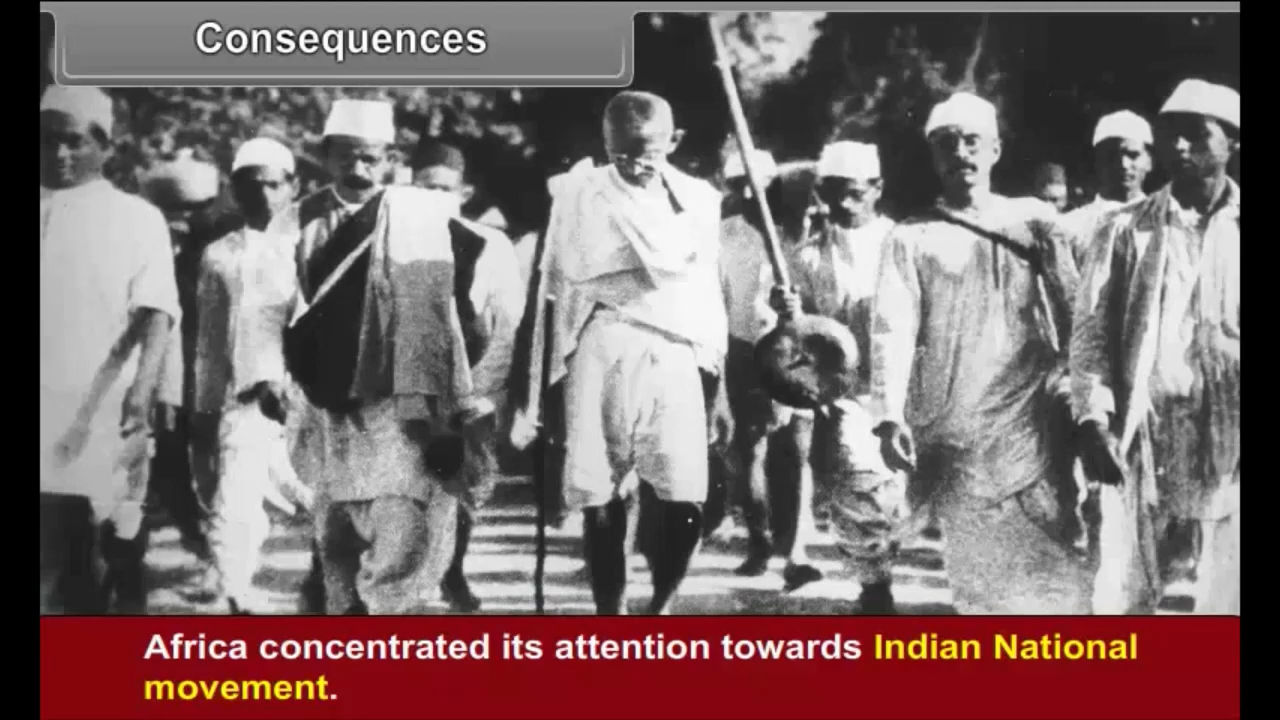 Consequences
Africa concentrated its attention towards Indian National
movement.